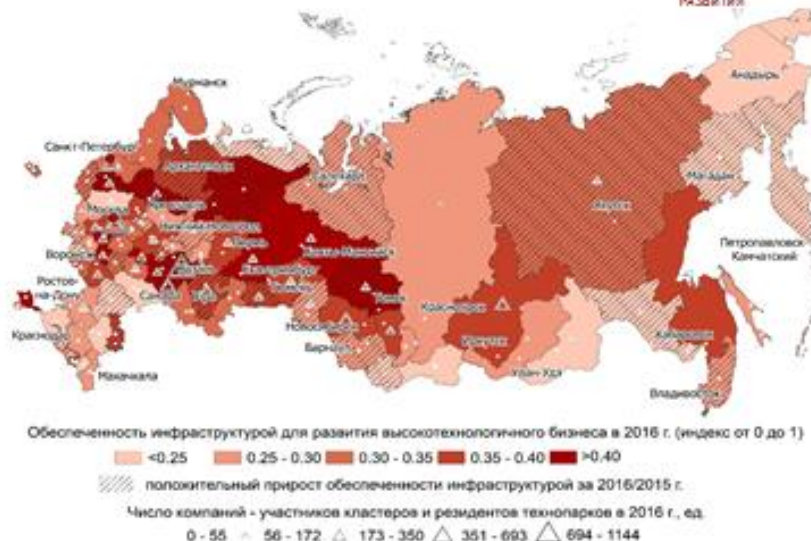 РАЗВИТИЯ
Анадырь
Мурманск
Санкт-Петербург
Архангельск
Салехард
Магадан
Якутск
Москва
Ярославль
Нижний Новгород
Пермь
Ханты-Мансийск
Петропавловск
Камчатский
Воронеж
Екатеринбург
Ростов-
на-Дону
Самара
Уфа
Томск
Красноярск
Новосибирск
Хабаровск
Краснодар
Иркутск
Барнаул
Улан-Удэ
Махачкала
Владивосток
Обеспеченность инфраструктурой для развития высокотехнологичного бизнеса в 2016 г. (индекс от 0 до 1)
<0.25 0.25 - 0.30 0.30 - 0.35 0.35 - 0.40 >0.40
положительный прирост обеспеченности инфраструктурой за 2016/2015 г.
Число компаний - участников кластеров и резидентов технопарков в 2016 г., ед.
0 - 55 56 - 172 173 - 350 351 - 693 694 - 1144